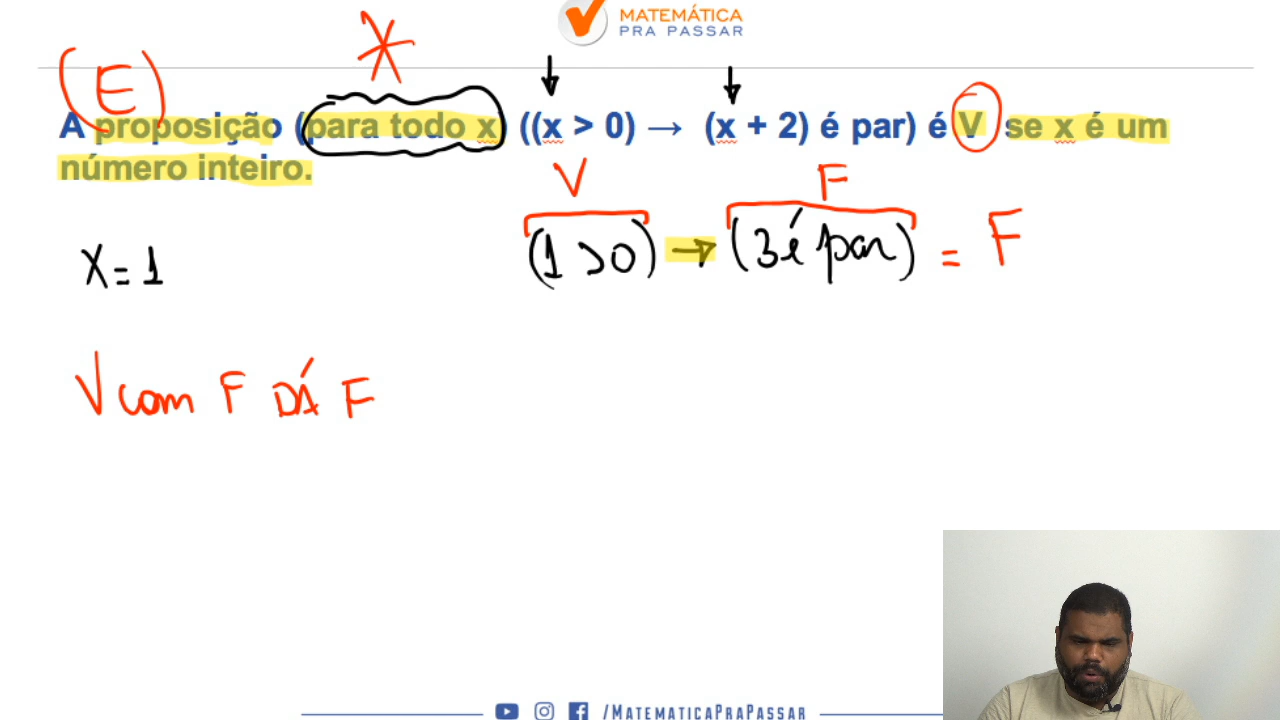 MATEMÁTICA
PRA PASSAR
(E)
A proposição (para todo x) ((x > 0) → (x + 2) é par) é V se x é um
número inteiro.
V F
X = 1 (1 > 0) → (3 é par) = F
V com F DÁ F
/MATEMATICAPRAPASSAR